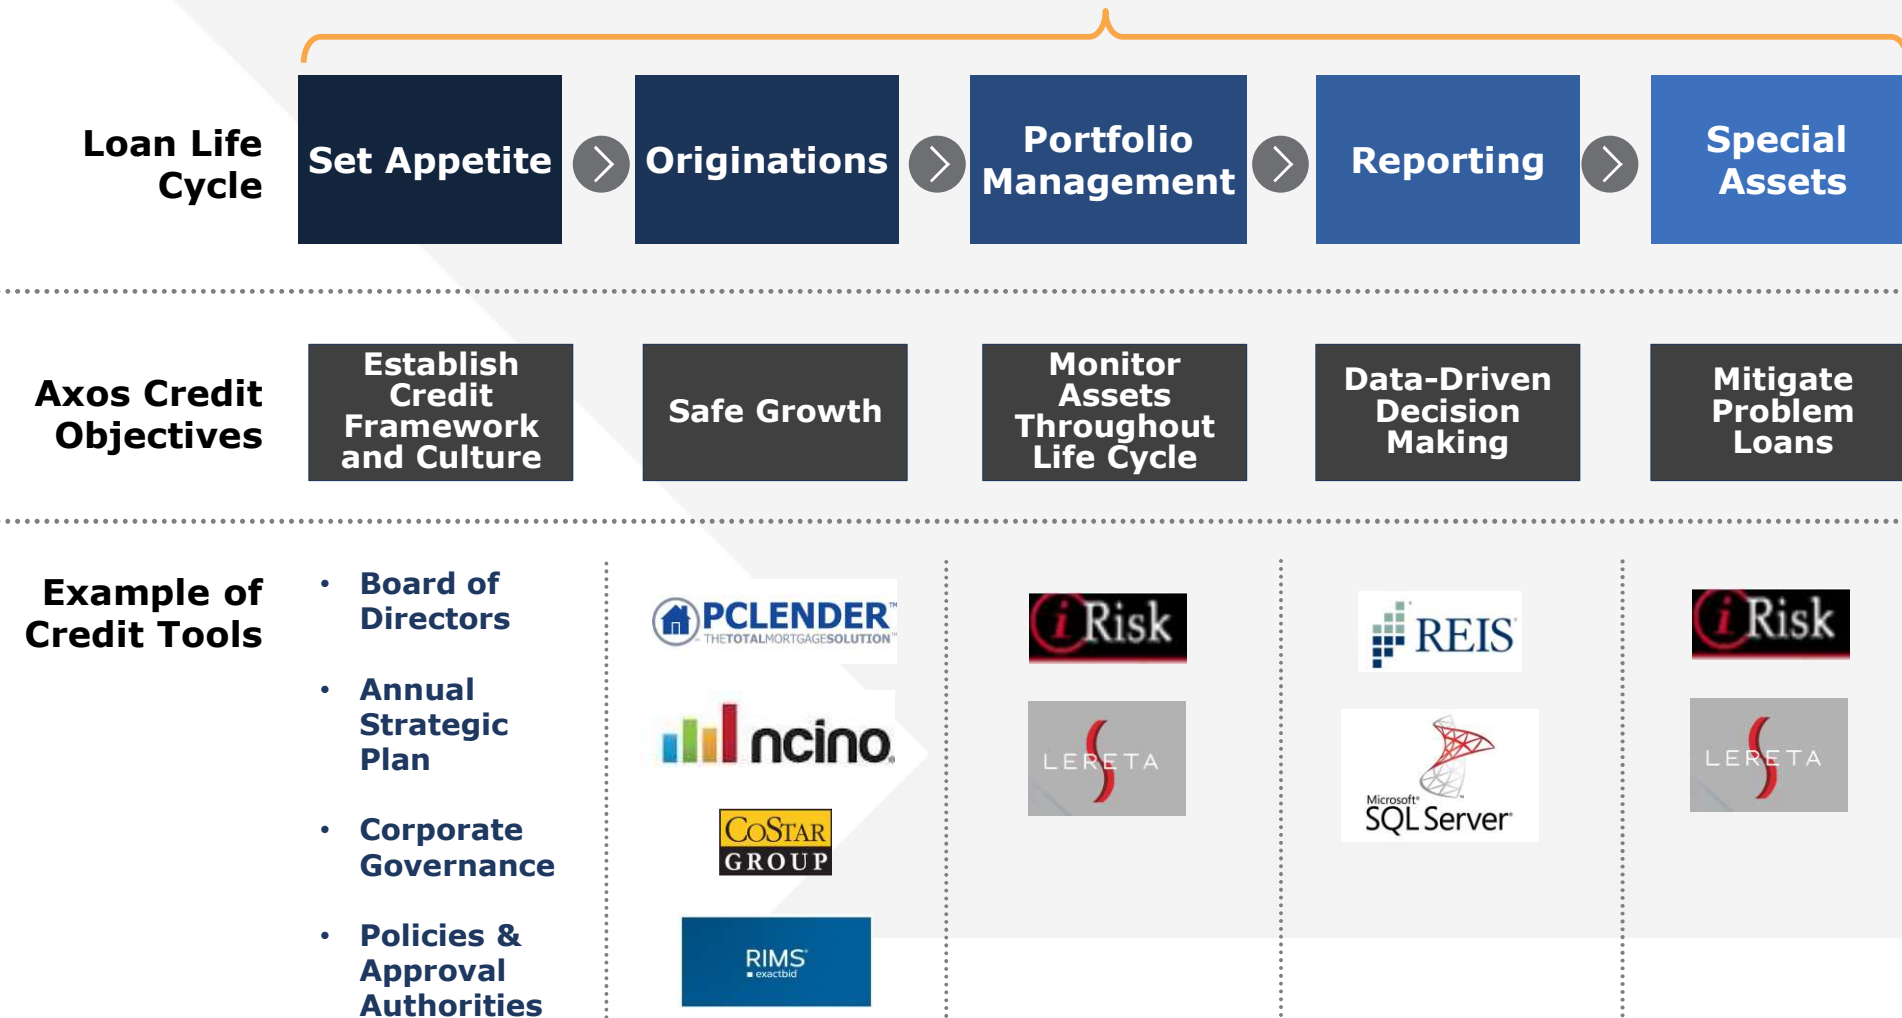 Loan Life
Cycle
Set Appetite
Originations
Portfolio
Management
Reporting
Special
Assets
Axos Credit
Objectives
Establish
Credit
Framework
and Culture
Safe Growth
Monitor
Assets
Throughout
Life Cycle
Data-Driven
Decision
Making
Mitigate
Problem
Loans
Example of
Credit Tools
• Board of
Directors
• Annual
Strategic
Plan
• Corporate
Governance
• Policies &
Approval
Authorities
PCLENDER™
THETOTALMORTGAGESOLUTION™
ncino®
COSTAR
GROUP
RIMS®
exactbid
iRisk
LERETA
REIS
Microsoft®
SQL Server®
iRisk
LERETA